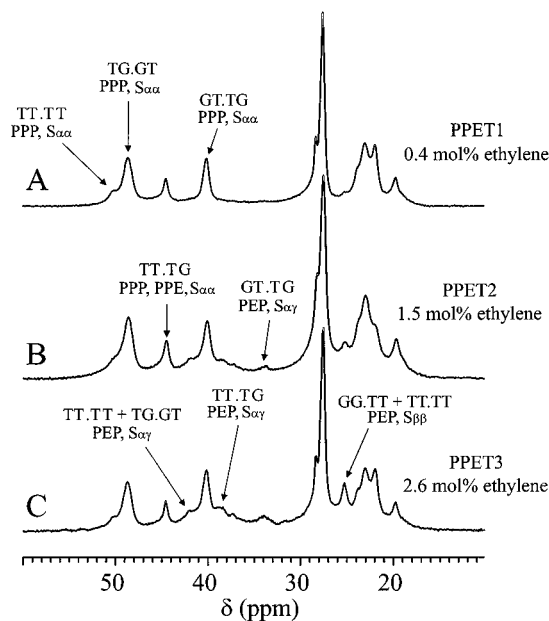 TG.GT
PPP, Sαα
TT.TT
PPP, Sαα
GT.TG
PPP, Sαα
PPET1
0.4 mol% ethylene
A
TT.TG
PPP, PPE, Sαα
GT.TG
PEP, Sαγ
PPET2
1.5 mol% ethylene
B
TT.TT + TG.GT
PEP, Sαγ
TT.TG
PEP, Sαγ
GG.TT + TT.TT
PEP, Sββ
PPET3
2.6 mol% ethylene
C
50 40 30 20
δ (ppm)